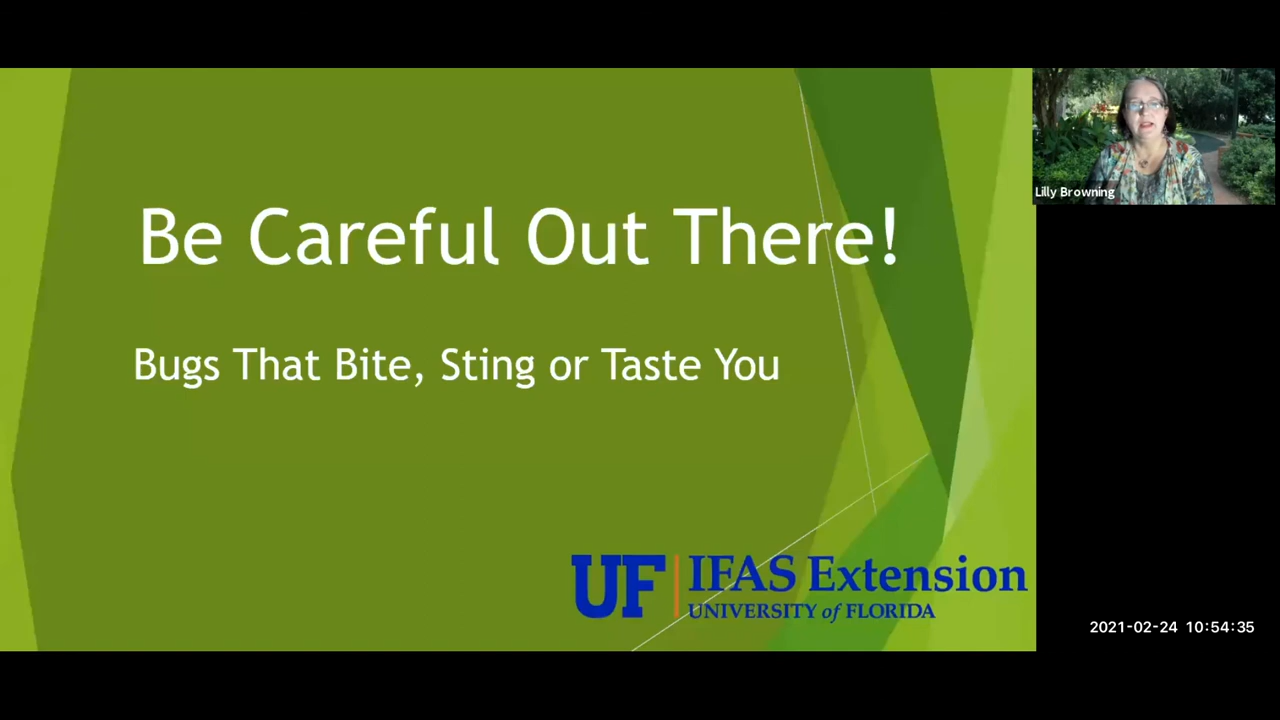 Be Careful Out There!
Bugs That Bite, Sting or Taste You
UF IFAS Extension
UNIVERSITY of FLORIDA
Lilly Browning
2021-02-24 10:54:35